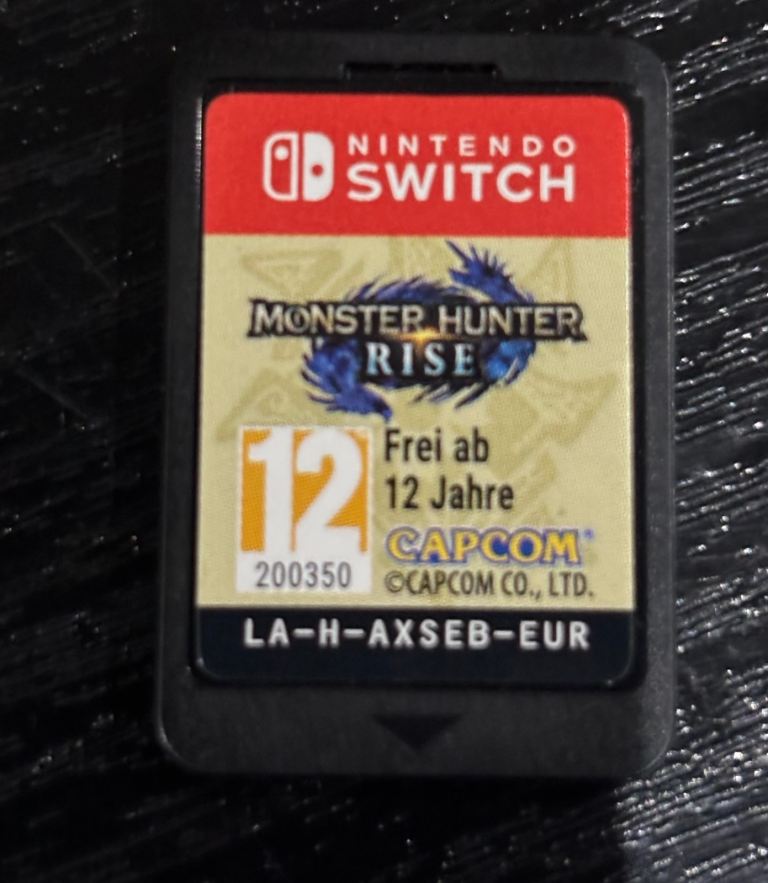 NINTENDO
SWITCH
MONSTER HUNTER
RISE
12
200350
Frei ab
12 Jahre
CAPCOM®
©CAPCOM CO., LTD.
LA-H-AXSEB-EUR